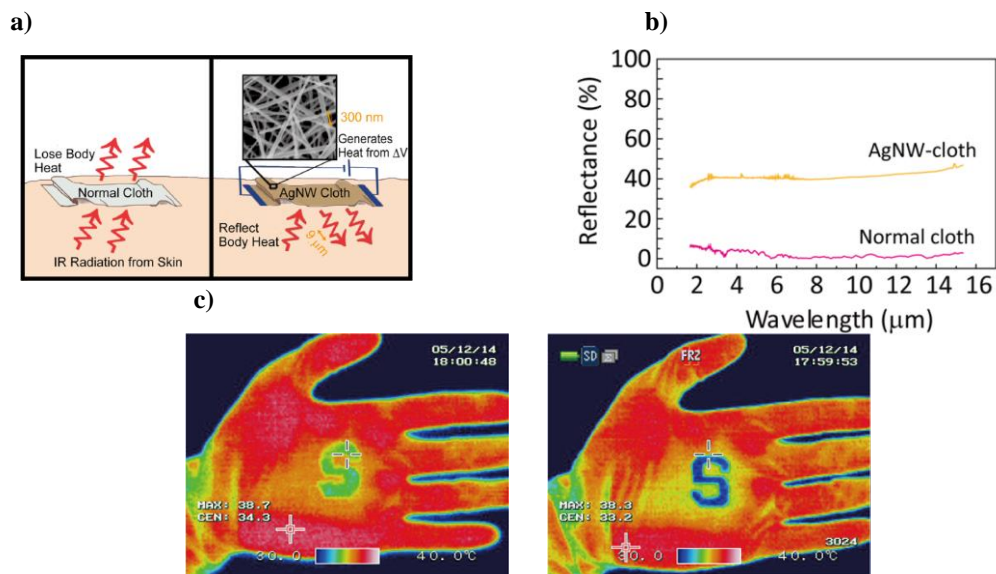 a)
300 nm
Generates
Heat from ΔV
Lose Body
Heat
Normal Cloth
AgNW Cloth
Reflect
Body Heat
9 μm
IR Radiation from Skin
b)
100
80
60
40
20
0
Reflectance (%)
AgNW-cloth
Normal cloth
0 2 4 6 8 10 12 14 16
Wavelength (μm)
c)
05/12/14
18:00:48
S
MAX: 38.7
CEN: 34.3
30.0 40.0℃
SD FRZ 05/12/14
17:59:53
S
MAX: 38.3
CEN: 33.2
3024
30.0 40.0℃